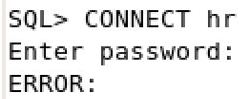 SQL> CONNECT hr
Enter password:
ERROR: